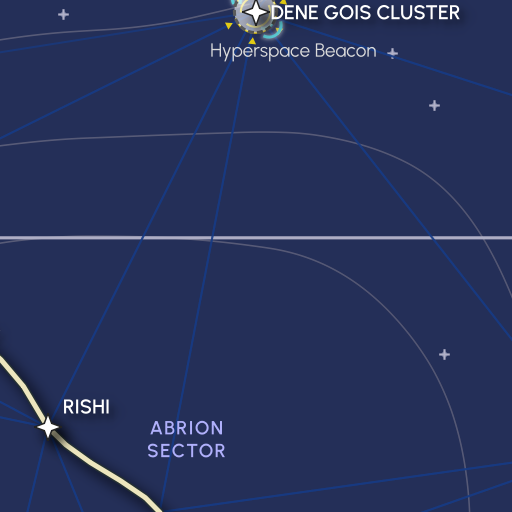 DENE GOIS CLUSTER
Hyperspace Beacon
RISHI
ABRION
SECTOR